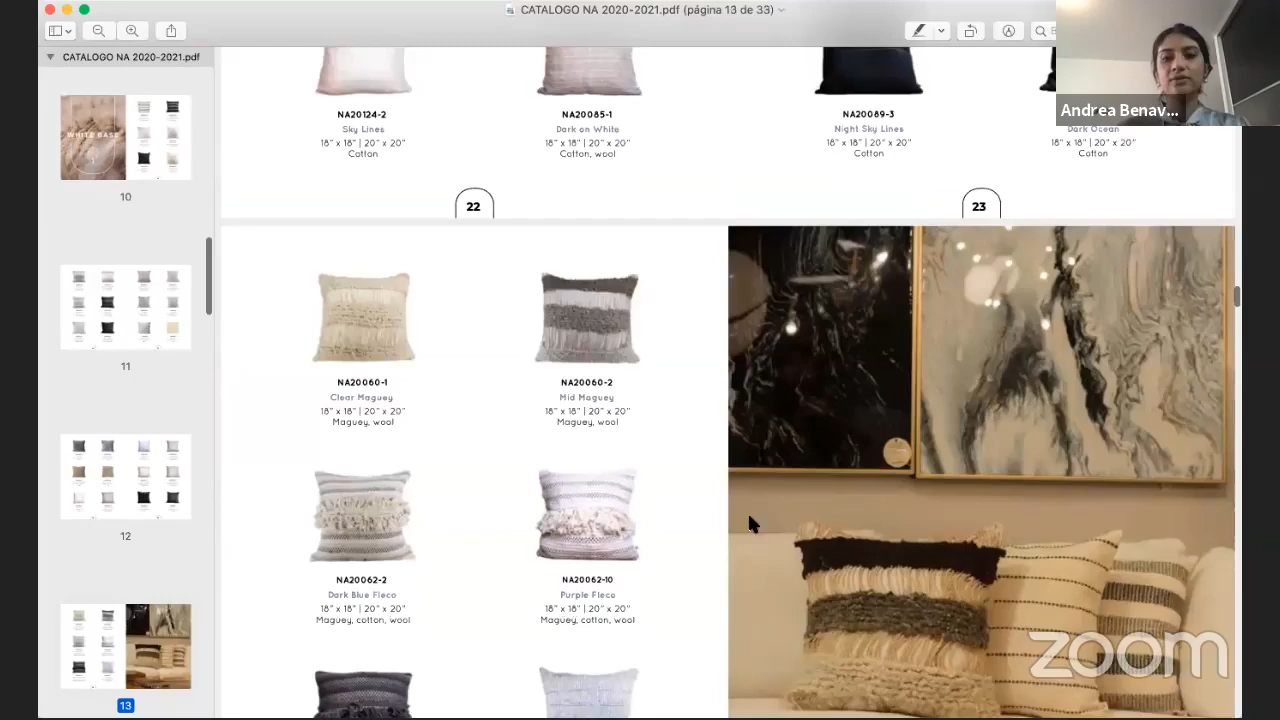 CATALOGO NA 2020-2021.pdf (página 13 de 33)
CATALOGO NA 2020-2021.pdf
Andrea Benav...
WHITE BASE
10
11
12
13
NA20124-2
Sky Lines
18" x 18" | 20" x 20"
Cotton
NA20085-1
Dark on White
18" x 18" | 20" x 20"
Cotton, wool
NA20089-3
Night Sky Lines
18" x 18" | 20" x 20"
Cotton
Dark Ocean
18" x 18" | 20" x 20"
Cotton
22
23
NA20060-1
Clear Maguey
18" x 18" | 20" x 20"
Maguey, wool
NA20060-2
Mid Maguey
18" x 18" | 20" x 20"
Maguey, wool
NA20062-2
Dark Blue Fleco
18" x 18" | 20" x 20"
Maguey, cotton, wool
NA20062-10
Purple Fleco
18" x 18" | 20" x 20"
Maguey, cotton, wool
zoom